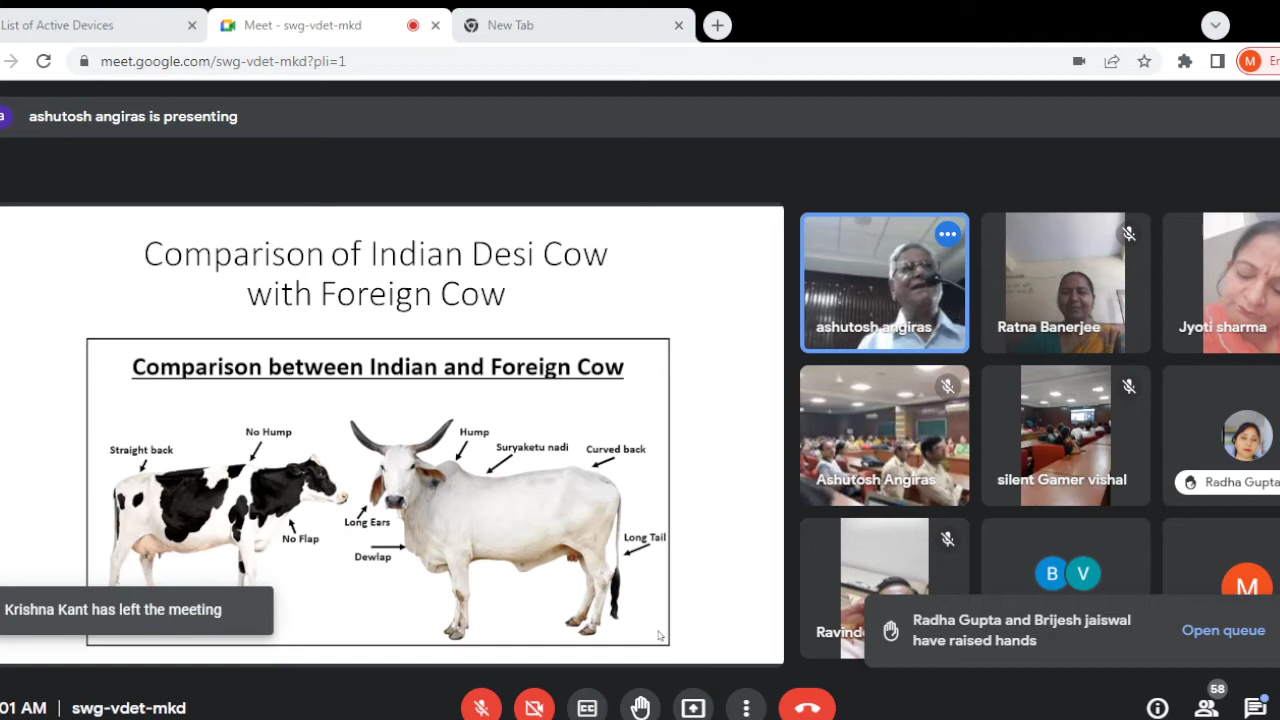 List of Active Devices
Meet - swg-vdet-mkd
New Tab
meet.google.com/swg-vdet-mkd?pli=1
M
a
ashutosh angiras is presenting
Comparison of Indian Desi Cow
with Foreign Cow
Comparison between Indian and Foreign Cow
Straight back
No Hump
Hump
Suryaketu nadi
Curved back
Long Ears
No Flap
Dewlap
Long Tail
Krishna Kant has left the meeting
ashutosh angiras
Ratna Banerjee
Jyoti sharma
Ashutosh Angiras
silent Gamer vishal
Radha Gupta
B V
M
Radha Gupta and Brijesh jaiswal
have raised hands
Open queue
01 AM | swg-vdet-mkd
58